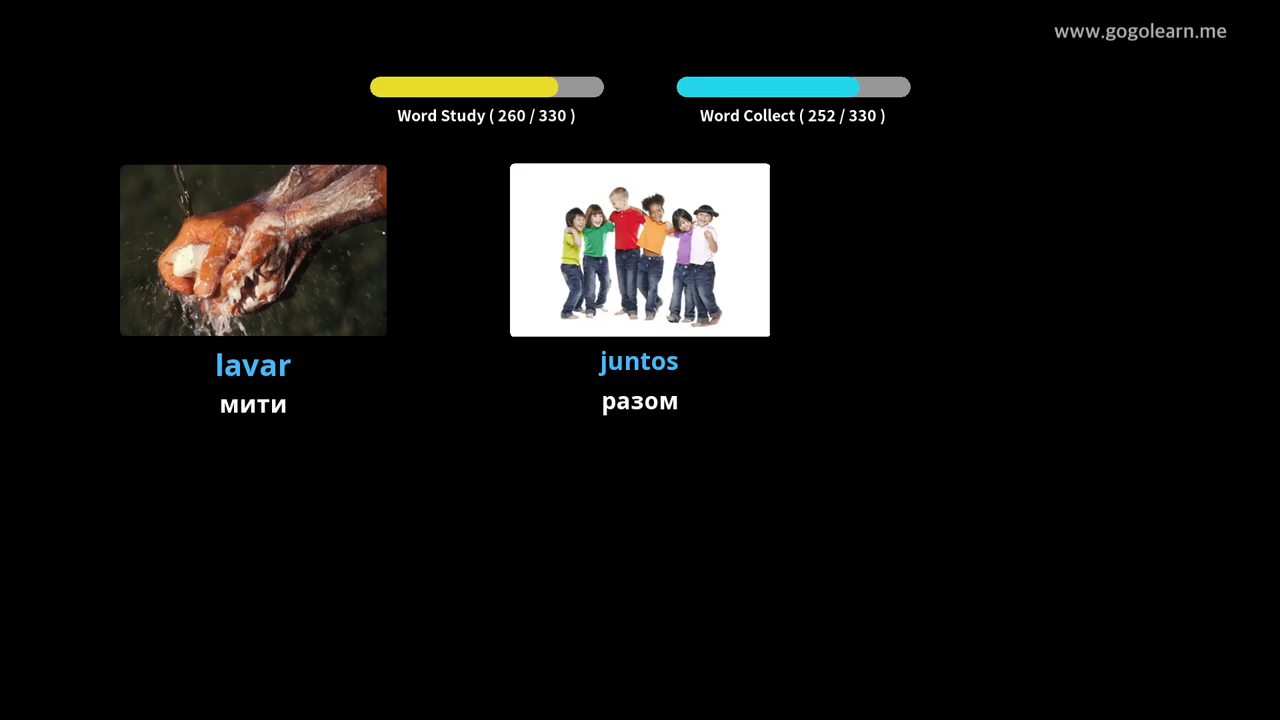 www.gogolearn.me
Word Study ( 260 / 330 )
Word Collect ( 252 / 330 )
lavar
мити
juntos
разом